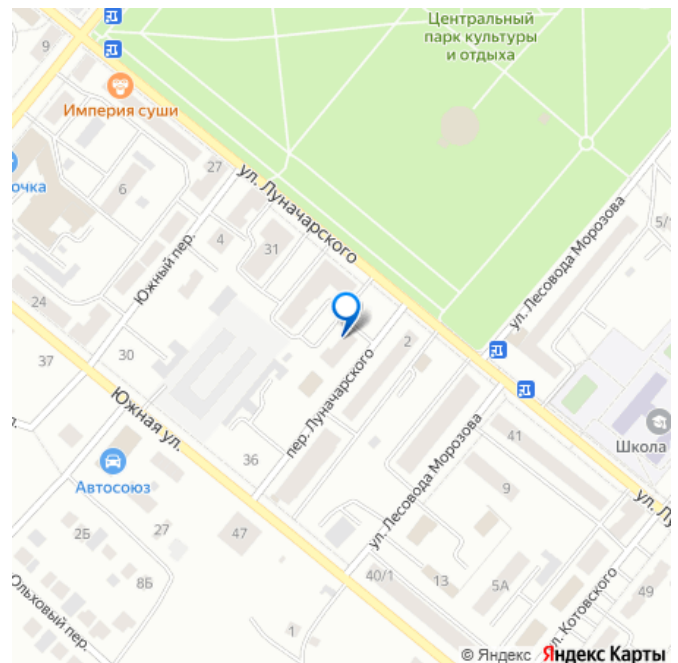 Центральный
парк культуры
и отдыха
9
Империя суши
очка
6
27
ул. Луначарского
4
31
Южный пер.
ул. Лесовода Морозова
5/1
24
37
30
2
Южная ул.
пер. Луначарского
36
Автосоюз
ул. Лесовода Морозова
41
Школа
9
2Б
27
47
8Б
40/1
13
5А
49
ул. Котовского
Ольховый пер.
1
© Яндекс Яндекс Карты